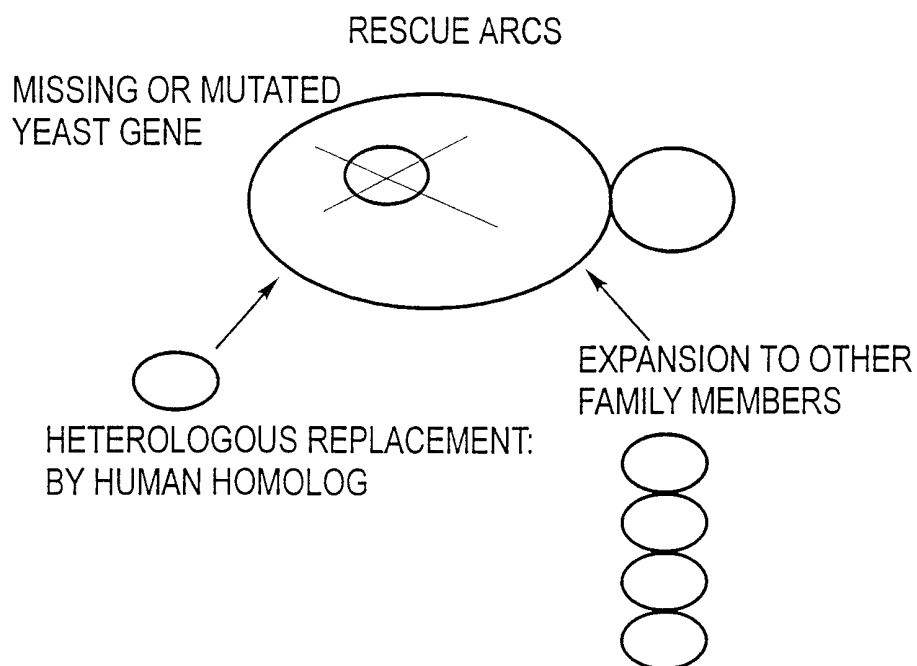 RESCUE ARCS
MISSING OR MUTATED
YEAST GENE
EXPANSION TO OTHER
FAMILY MEMBERS
HETEROLOGOUS REPLACEMENT:
BY HUMAN HOMOLOG